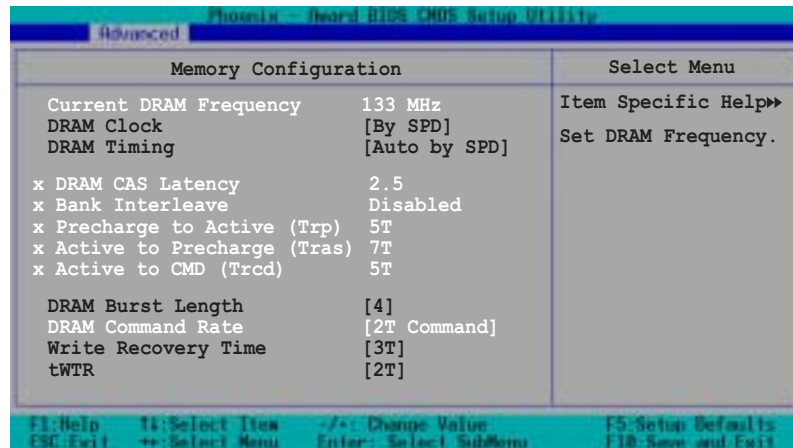 Phoenix - Award BIOS CMOS Setup Utility
Advanced
Memory Configuration
Select Menu
Current DRAM Frequency 133 MHz
DRAM Clock [By SPD]
DRAM Timing [Auto by SPD]
x DRAM CAS Latency 2.5
x Bank Interleave Disabled
x Precharge to Active (Trp) 5T
x Active to Precharge (Tras) 7T
x Active to CMD (Trcd) 5T
DRAM Burst Length [4]
DRAM Command Rate [2T Command]
Write Recovery Time [3T]
tWTR [2T]
Item Specific Help▸▸
Set DRAM Frequency.
F1:Help ↑↓:Select Item -/+: Change Value F5:Setup Defaults
ESC:Exit ↔:Select Menu Enter: Select SubMenu F10:Save and Exit